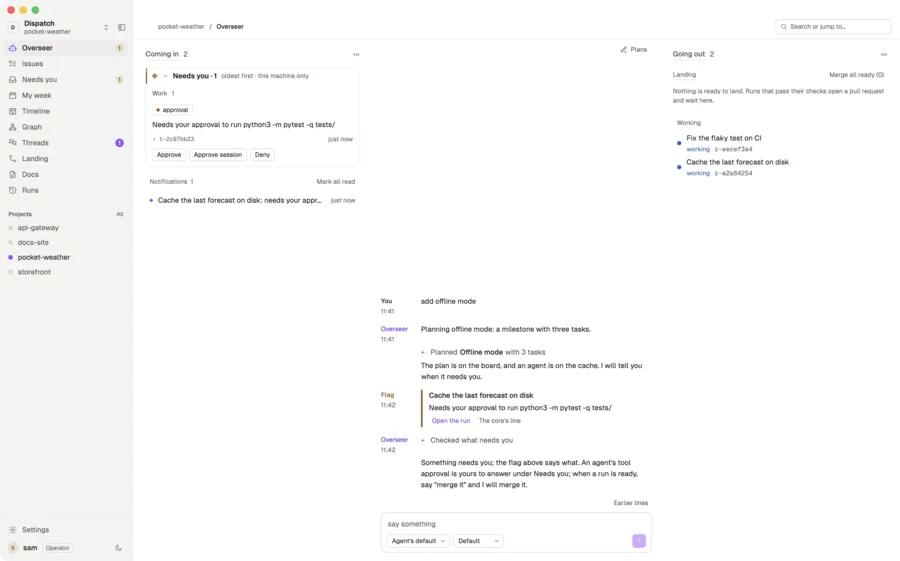 Dispatch
D
pocket-weather
Overseer 1
Issues
Needs you 1
My week
Timeline
Graph
Threads 1
Landing
Docs
Runs
Projects All
api-gateway
docs-site
pocket-weather
storefront
Settings
S sam Operator
pocket-weather / Overseer
Search or jump to...
Coming in 2
Needs you · 1 oldest first · this machine only
Work 1
approval
Needs your approval to run python3 -m pytest -q tests/
t-2c97bb23 just now
Approve Approve session Deny
Notifications 1 Mark all read
Cache the last forecast on disk: needs your appr... just now
Plans
You add offline mode
11:41
Overseer Planning offline mode: a milestone with three tasks.
11:41
+ Planned Offline mode with 3 tasks
The plan is on the board, and an agent is on the cache. I will tell you
when it needs you.
Flag Cache the last forecast on disk
11:42 Needs your approval to run python3 -m pytest -q tests/
Open the run The core's line
Overseer + Checked what needs you
11:42
Something needs you; the flag above says what. An agent's tool
approval is yours to answer under Needs you; when a run is ready,
say "merge it" and I will merge it.
Earlier lines
say something
Agent's default Default
Going out 2
Landing Merge all ready (0)
Nothing is ready to land. Runs that pass their checks open a pull request
and wait here.
Working
Fix the flaky test on CI
working t-eecef3a4
Cache the last forecast on disk
working t-a2a84254